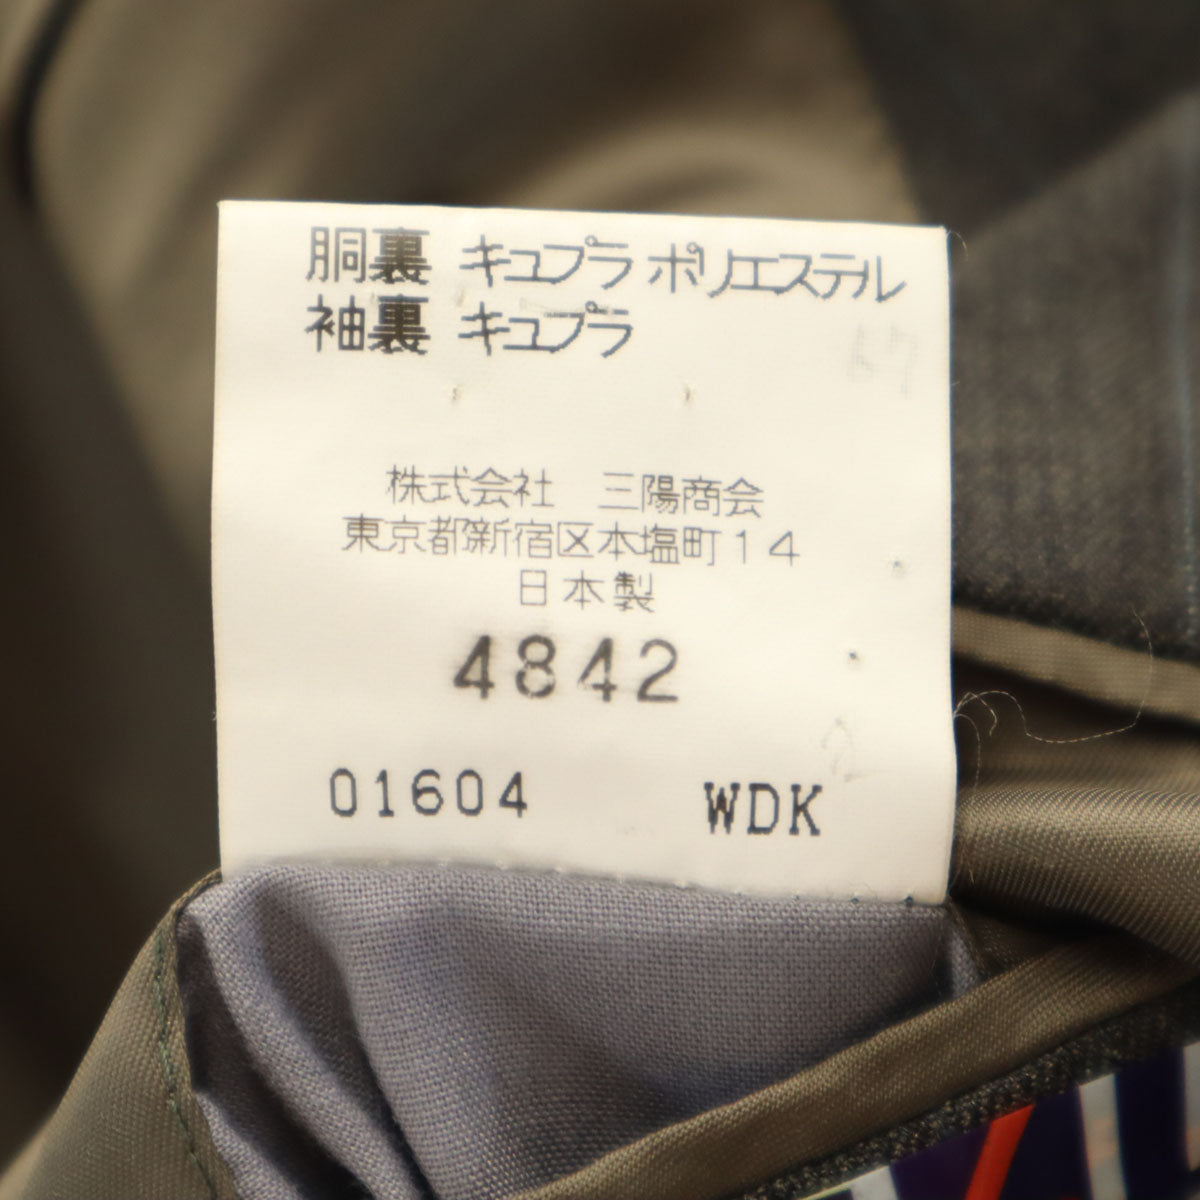 胴裏 キュプラ ポリエステル
袖裏 キュプラ
株式会社 三陽商会
東京都新宿区本塩町14
日本製
4842
01604 WDK